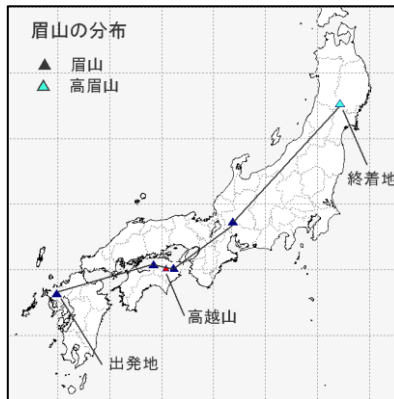 眉山の分布
▲ 眉山
▲ 高眉山
終着地
高越山
出発地